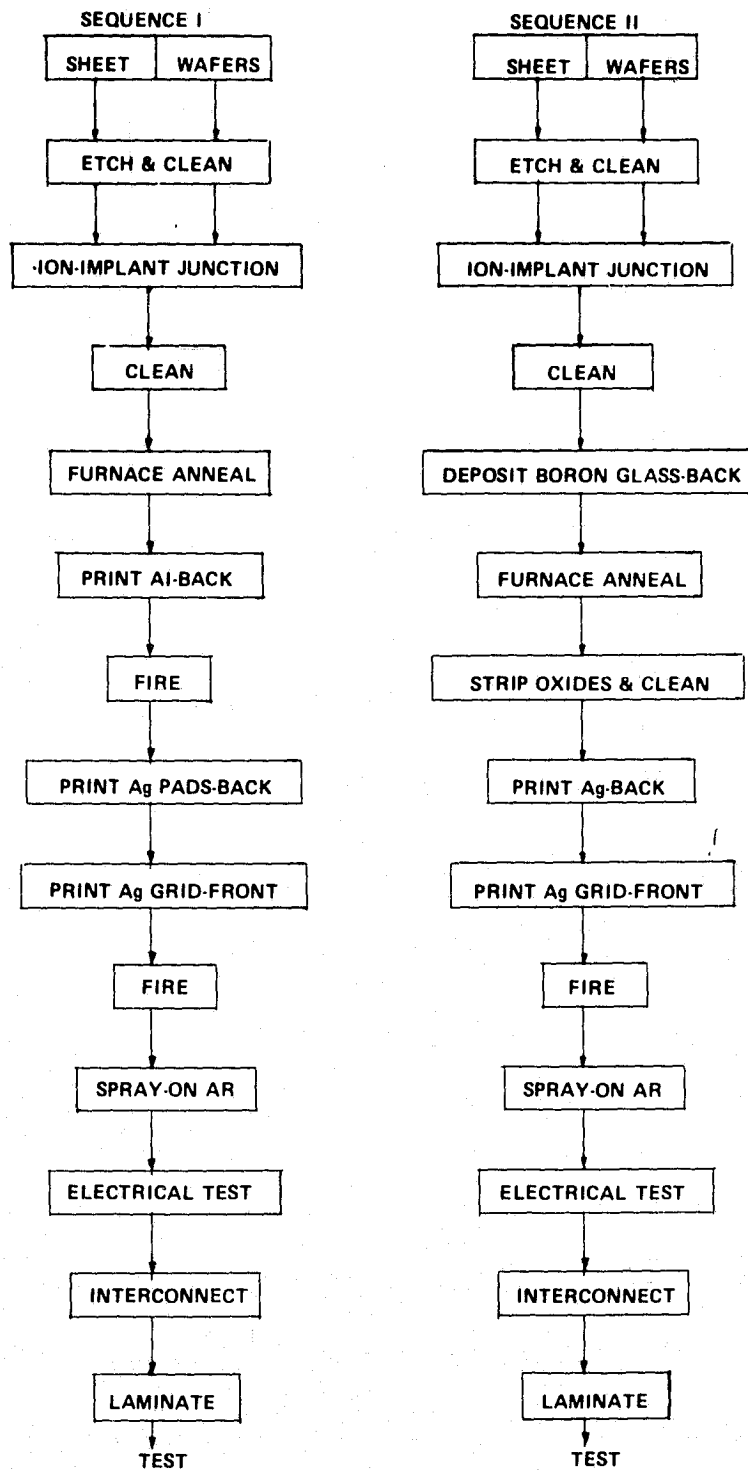 SEQUENCE I
SHEET WAFERS
ETCH & CLEAN
·ION-IMPLANT JUNCTION
CLEAN
FURNACE ANNEAL
PRINT Al-BACK
FIRE
PRINT Ag PADS-BACK
PRINT Ag GRID-FRONT
FIRE
SPRAY-ON AR
ELECTRICAL TEST
INTERCONNECT
LAMINATE
TEST
SEQUENCE II
SHEET WAFERS
ETCH & CLEAN
ION-IMPLANT JUNCTION
CLEAN
DEPOSIT BORON GLASS-BACK
FURNACE ANNEAL
STRIP OXIDES & CLEAN
PRINT Ag-BACK
PRINT Ag GRID-FRONT
FIRE
SPRAY-ON AR
ELECTRICAL TEST
INTERCONNECT
LAMINATE
TEST